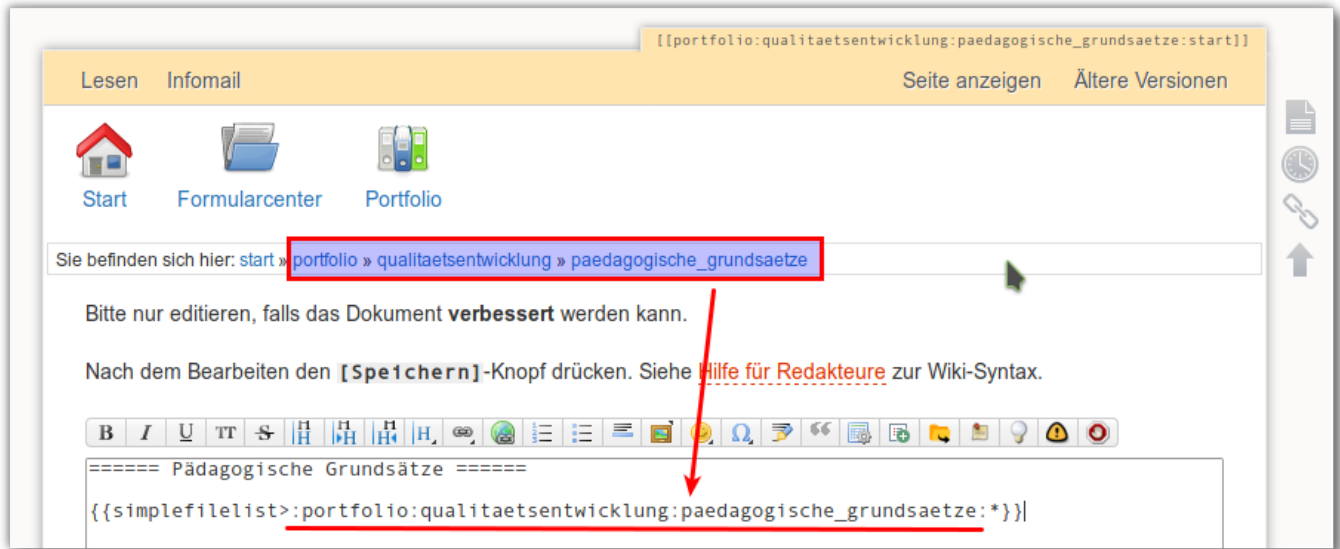 [[portfolio:qualitaetsentwicklung:paedagogische_grundsaetze:start]]
Lesen Infomail Seite anzeigen Ältere Versionen
Start Formularcenter Portfolio
Sie befinden sich hier: start » portfolio » qualitaetsentwicklung » paedagogische_grundsaetze
Bitte nur editieren, falls das Dokument verbessert werden kann.
Nach dem Bearbeiten den [Speichern]-Knopf drücken. Siehe Hilfe für Redakteure zur Wiki-Syntax.
B I U TT S H H H H
====== Pädagogische Grundsätze ======
{{simplefilelist>:portfolio:qualitaetsentwicklung:paedagogische_grundsaetze:*}}